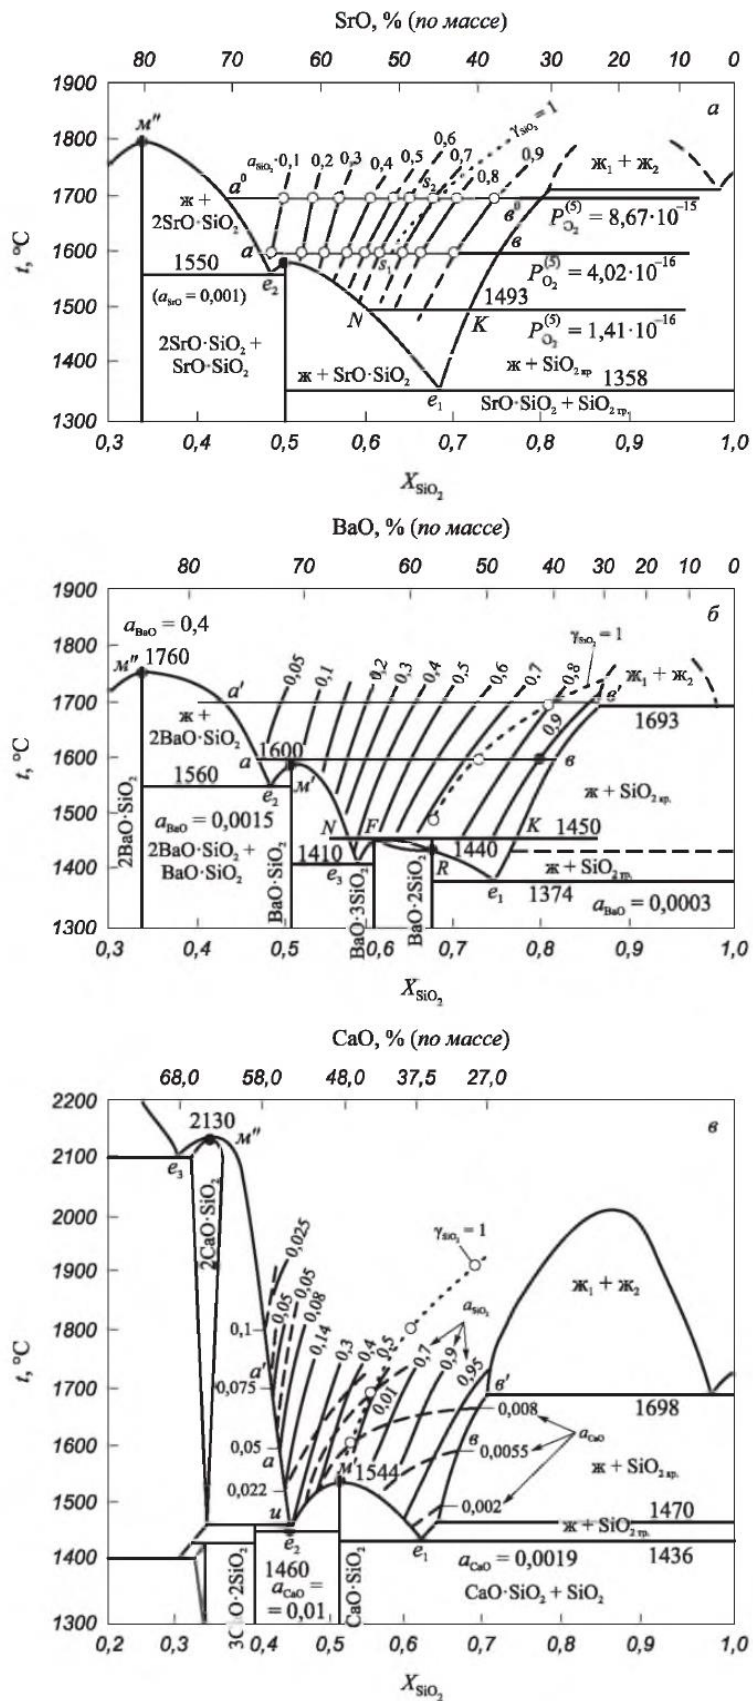 SrO, % (по массе)
80 70 60 50 40 30 20 10 0
1900
1800
1700
1600
1500
1400
1300
t, °C
м″
а
a_SiO₂=0,1 0,2 0,3 0,4 0,5 0,6 0,7 0,8 0,9
γ_SiO₂ = 1
s₂
Ж₁ + Ж₂
а⁰
в⁰
ж +
2SrO·SiO₂
P_O₂^(5) = 8,67·10⁻¹⁵
а
в
1550
e₂
s₁
P_O₂^(5) = 4,02·10⁻¹⁶
(a_SrO = 0,001)
N
1493
K
P_O₂^(5) = 1,41·10⁻¹⁶
2SrO·SiO₂ +
SrO·SiO₂
ж + SrO·SiO₂
ж + SiO₂ кр
1358
e₁
SrO·SiO₂ + SiO₂ тр.
0,3 0,4 0,5 0,6 0,7 0,8 0,9 1,0
X_SiO₂
BaO, % (по массе)
80 70 60 50 40 30 20 10 0
1900
1800
1700
1600
1500
1400
1300
t, °C
б
a_BaO = 0,4
м″ 1760
0,05 0,1 0,2 0,3 0,4 0,5 0,6 0,7 0,8 0,9
γ_SiO₂ = 1
Ж₁ + Ж₂
а′
в′
1693
ж +
2BaO·SiO₂
а
1600
в
1560
e₂
м′
ж + SiO₂ кр.
2BaO·SiO₂
a_BaO = 0,0015
2BaO·SiO₂ +
BaO·SiO₂
BaO·SiO₂
N F
K
1450
1410
e₃
BaO·3SiO₂
BaO·2SiO₂
1440
R
ж + SiO₂ тр.
e₁
1374
a_BaO = 0,0003
0,3 0,4 0,5 0,6 0,7 0,8 0,9 1,0
X_SiO₂
CaO, % (по массе)
68,0 58,0 48,0 37,5 27,0
2200
2100
2000
1900
1800
1700
1600
1500
1400
1300
t, °C
в
2130
м″
e₃
2CaO·SiO₂
0,025
0,05
0,05
0,08
0,14
0,3
0,4
0,5
0,01
0,7
0,9
0,95
γ_SiO₂ = 1
a_SiO₂
Ж₁ + Ж₂
0,1
а′
0,075
в′
1698
0,008
0,05
а
a_CaO
в
0,0055
м′
1544
ж + SiO₂ кр.
0,022
0,002
и
1470
ж + SiO₂ тр.
e₂
e₁
1436
3CaO·2SiO₂
1460
a_CaO =
= 0,01
CaO·SiO₂
a_CaO = 0,0019
CaO·SiO₂ + SiO₂
0,2 0,3 0,4 0,5 0,6 0,7 0,8 0,9 1,0
X_SiO₂